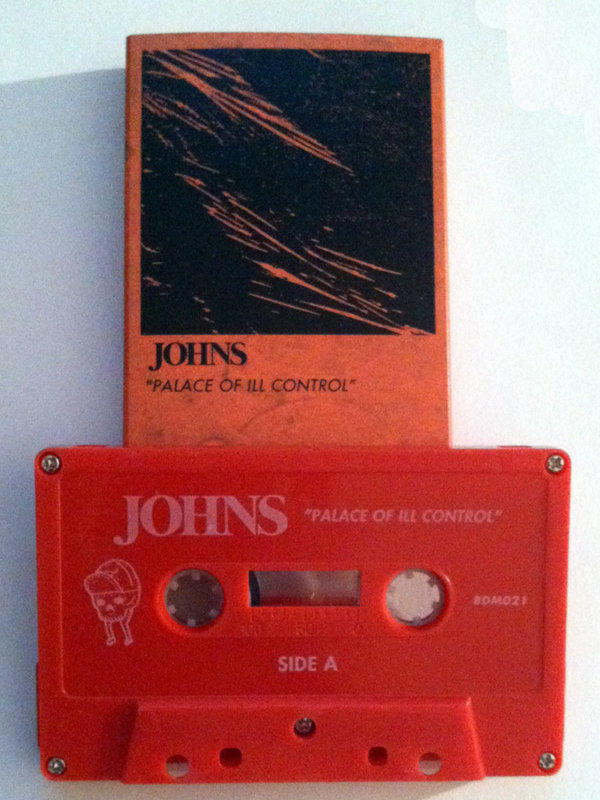 JOHNS
"PALACE OF ILL CONTROL"
JOHNS "PALACE OF ILL CONTROL"
BDM021
SIDE A